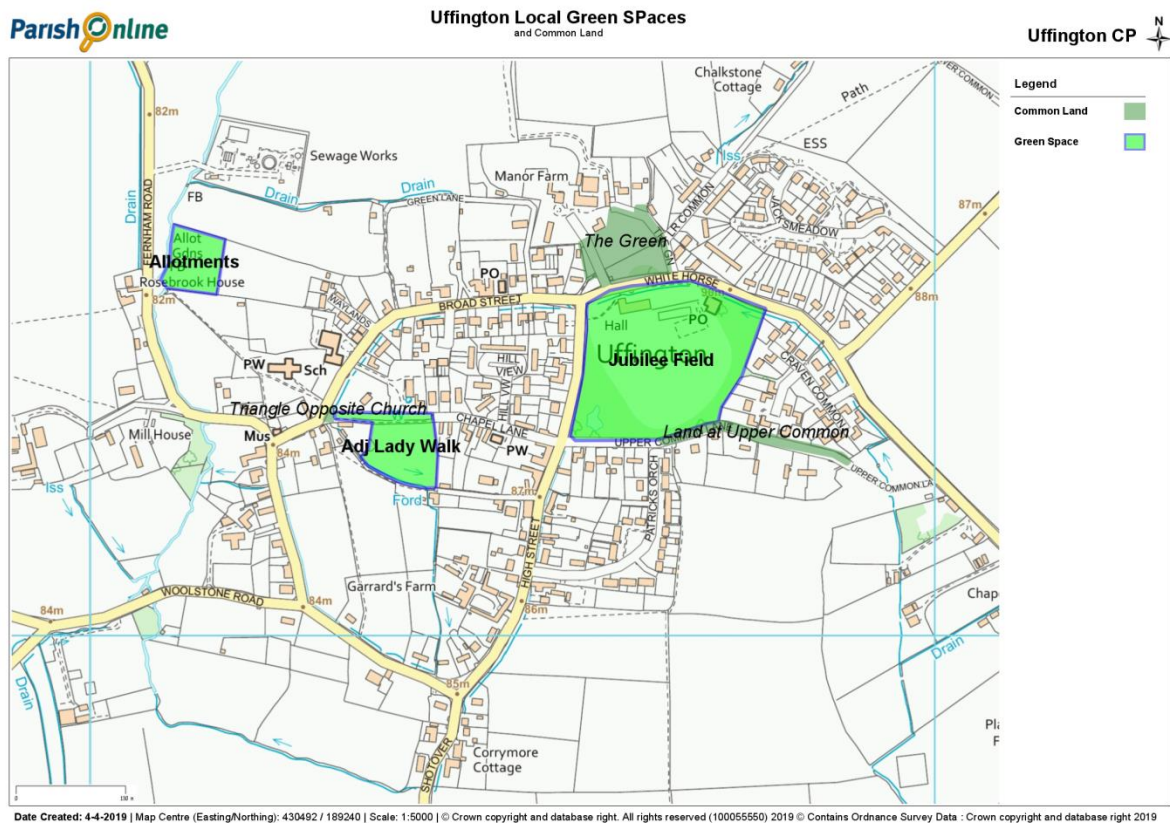 Parish Online
Uffington Local Green SPaces
and Common Land
Uffington CP
N
Legend
Common Land
Green Space
Chalkstone
Cottage
Path
ESS
82m
Sewage Works
Drain
FERNHAM ROAD
FB
Drain
Drain
GREEN LANE
Manor Farm
Iss
JACKSMEADOW
87m
The Green
Allot
Gdns
Allotments
Rosebrook House
82m
PO
BROAD STREET
WHITE HORSE
88m
MAYLANDS
Hall
PO
Uffington
Jubilee Field
HILL
VIEW
HILL VW
CRAVEN COMMON
PW
Sch
Triangle Opposite Church
CHAPEL LANE
Mill House
Mus
84m
Adj Lady Walk
PW
UPPER COMMON
Land at Upper Common
UPPER COMMON LA
Iss
Ford
87m
PATRICKS ORCH
HIGH STREET
Garrard's Farm
WOOLSTONE ROAD
84m
84m
86m
Chap
Drain
Drain
85m
SHOTOVER
Corrymore
Cottage
Date Created: 4-4-2019 | Map Centre (Easting/Northing): 430492 / 189240 | Scale: 1:5000 | © Crown copyright and database right. All rights reserved (100055550) 2019 © Contains Ordnance Survey Data : Crown copyright and database right 2019